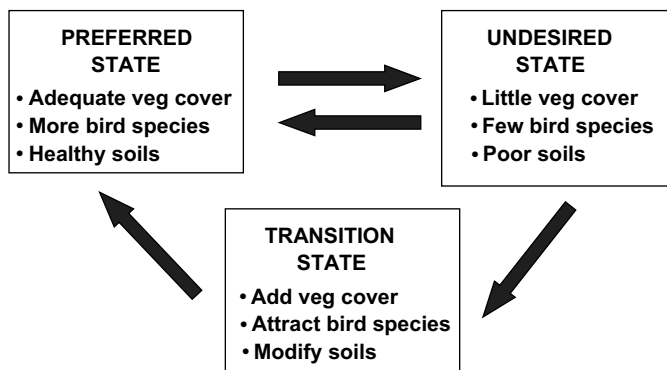 PREFERRED
STATE
• Adequate veg cover
• More bird species
• Healthy soils
UNDESIRED
STATE
• Little veg cover
• Few bird species
• Poor soils
TRANSITION
STATE
• Add veg cover
• Attract bird species
• Modify soils